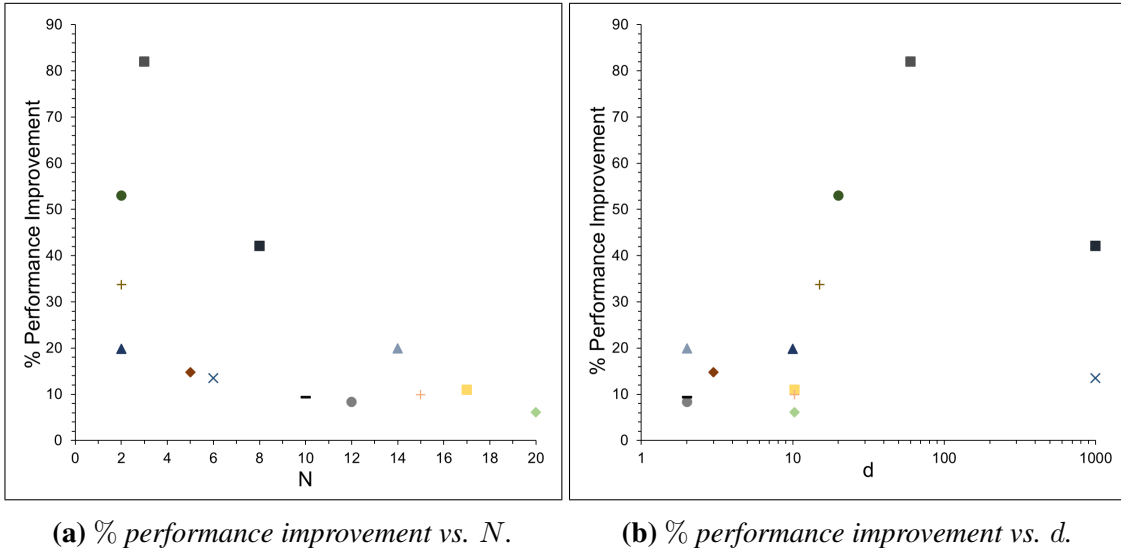 90
80
70
60
50
40
30
20
10
0
% Performance Improvement
0 2 4 6 8 10 12 14 16 18 20
N
90
80
70
60
50
40
30
20
10
0
% Performance Improvement
1 10 100 1000
d
(a) % performance improvement vs. N.
(b) % performance improvement vs. d.